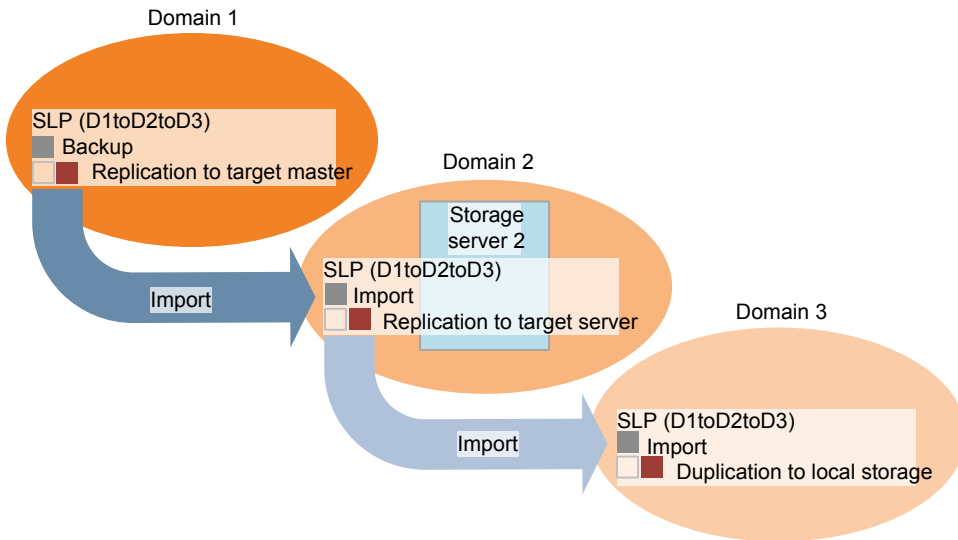 Domain 1
SLP (D1toD2toD3)
Backup
Replication to target master
Import
Domain 2
Storage
server 2
SLP (D1toD2toD3)
Import
Replication to target server
Import
Domain 3
SLP (D1toD2toD3)
Import
Duplication to local storage